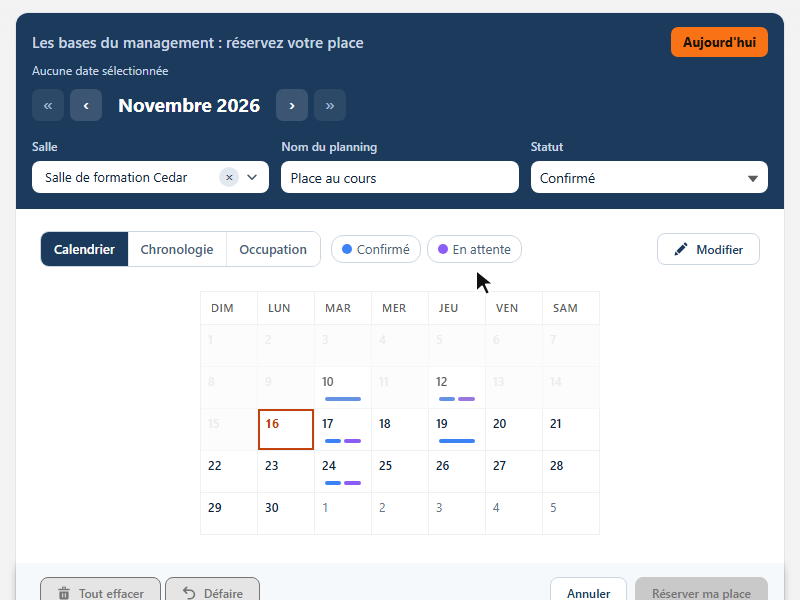 Les bases du management : réservez votre place
Aujourd'hui
Aucune date sélectionnée
« ‹ Novembre 2026 › »
Salle Nom du planning Statut
Salle de formation Cedar × Place au cours Confirmé
Calendrier Chronologie Occupation Confirmé En attente Modifier
DIM LUN MAR MER JEU VEN SAM
1 2 3 4 5 6 7
8 9 10 11 12 13 14
15 16 17 18 19 20 21
22 23 24 25 26 27 28
29 30 1 2 3 4 5
Tout effacer Défaire Annuler Réserver ma place